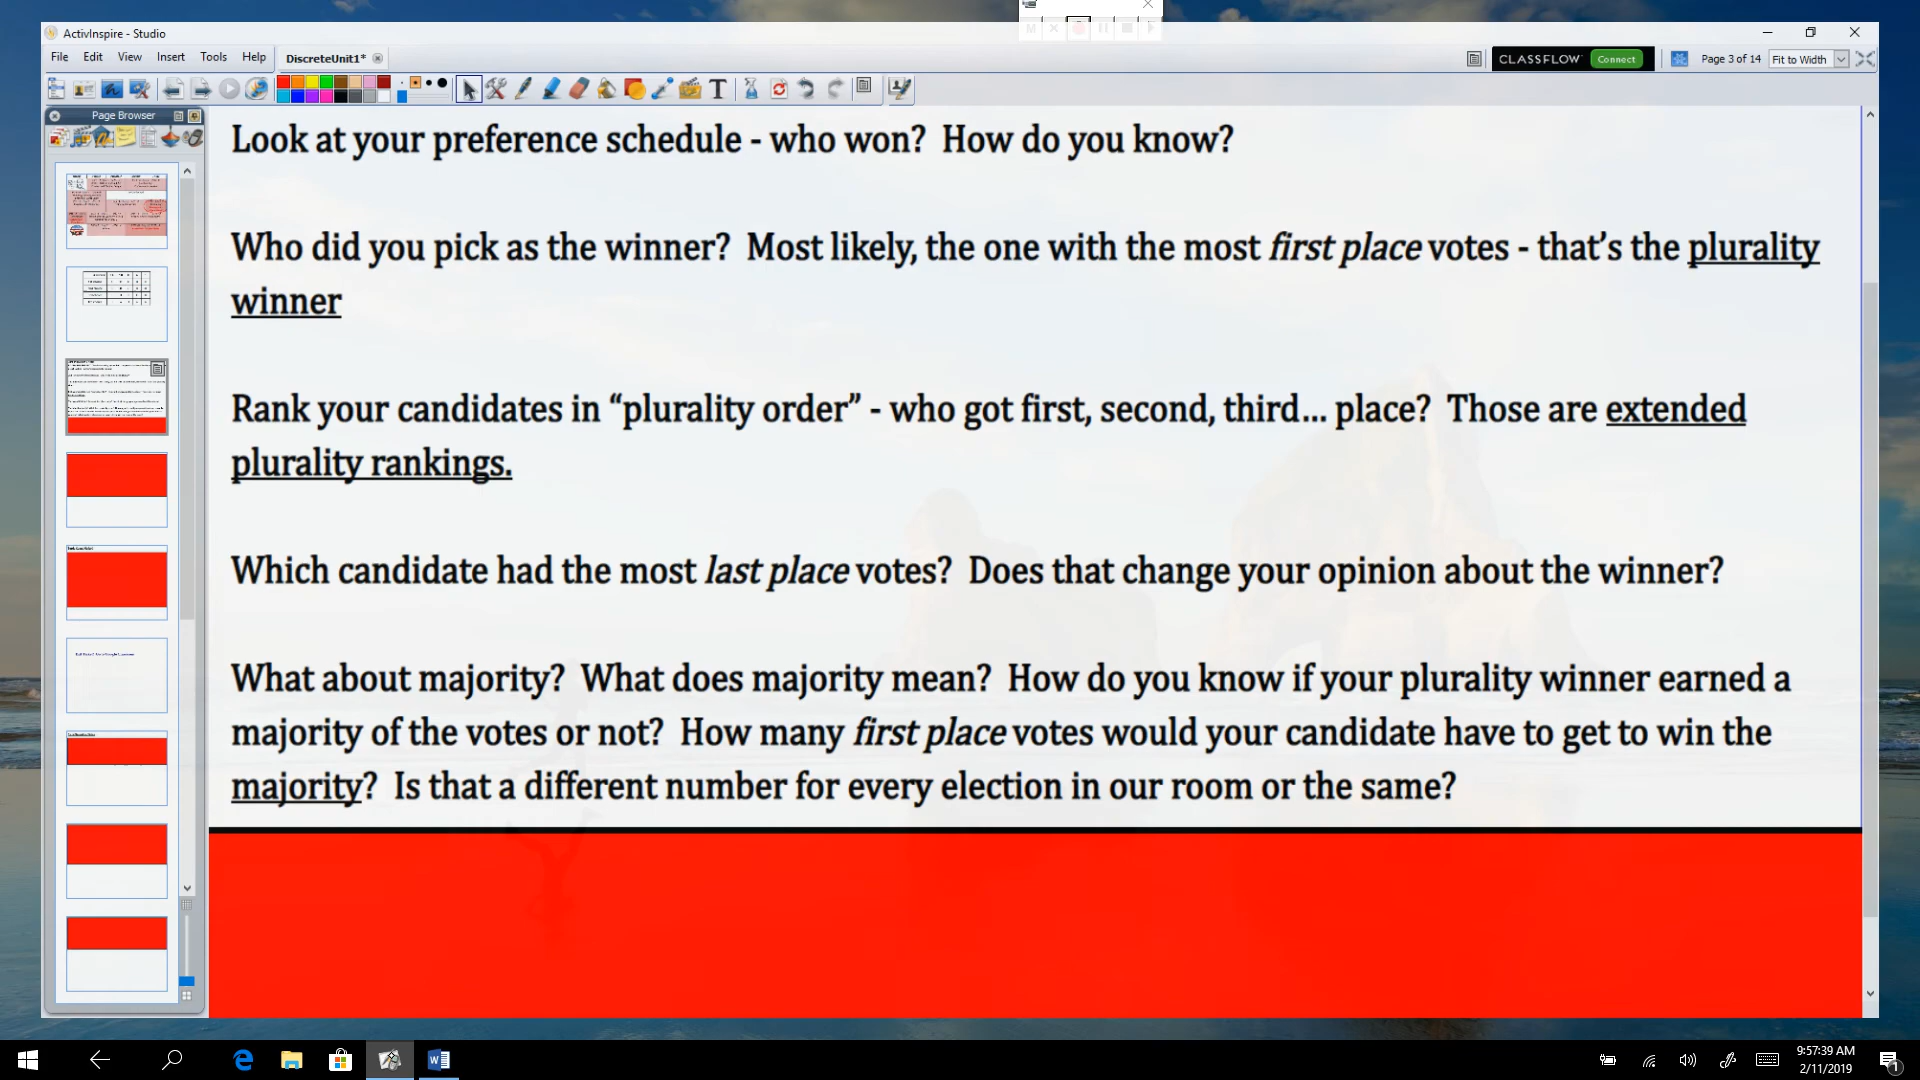 ActivInspire - Studio
File Edit View Insert Tools Help DiscreteUnit1*
CLASSFLOW Connect Page 3 of 14 Fit to Width
Page Browser
Look at your preference schedule - who won? How do you know?
Who did you pick as the winner? Most likely, the one with the most first place votes - that's the plurality
winner
Rank your candidates in “plurality order” - who got first, second, third... place? Those are extended
plurality rankings.
Which candidate had the most last place votes? Does that change your opinion about the winner?
What about majority? What does majority mean? How do you know if your plurality winner earned a
majority of the votes or not? How many first place votes would your candidate have to get to win the
majority? Is that a different number for every election in our room or the same?
9:57:39 AM
2/11/2019